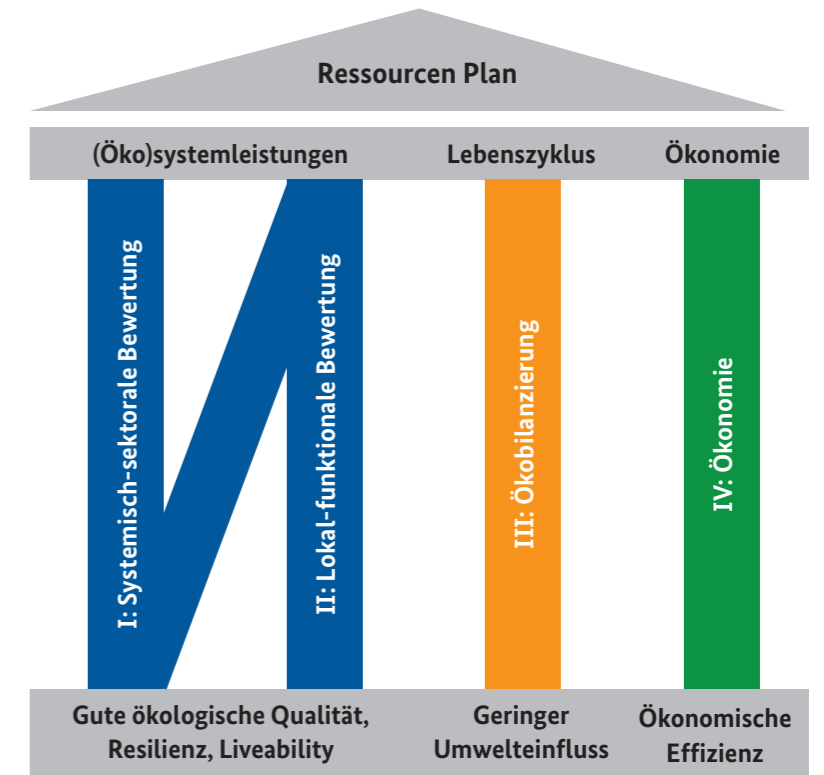 Ressourcen Plan
(Öko)systemleistungen
Lebenszyklus
Ökonomie
I: Systemisch-sektorale Bewertung
II: Lokal-funktionale Bewertung
III: Ökobilanzierung
IV: Ökonomie
Gute ökologische Qualität,
Resilienz, Liveability
Geringer
Umwelteinfluss
Ökonomische
Effizienz